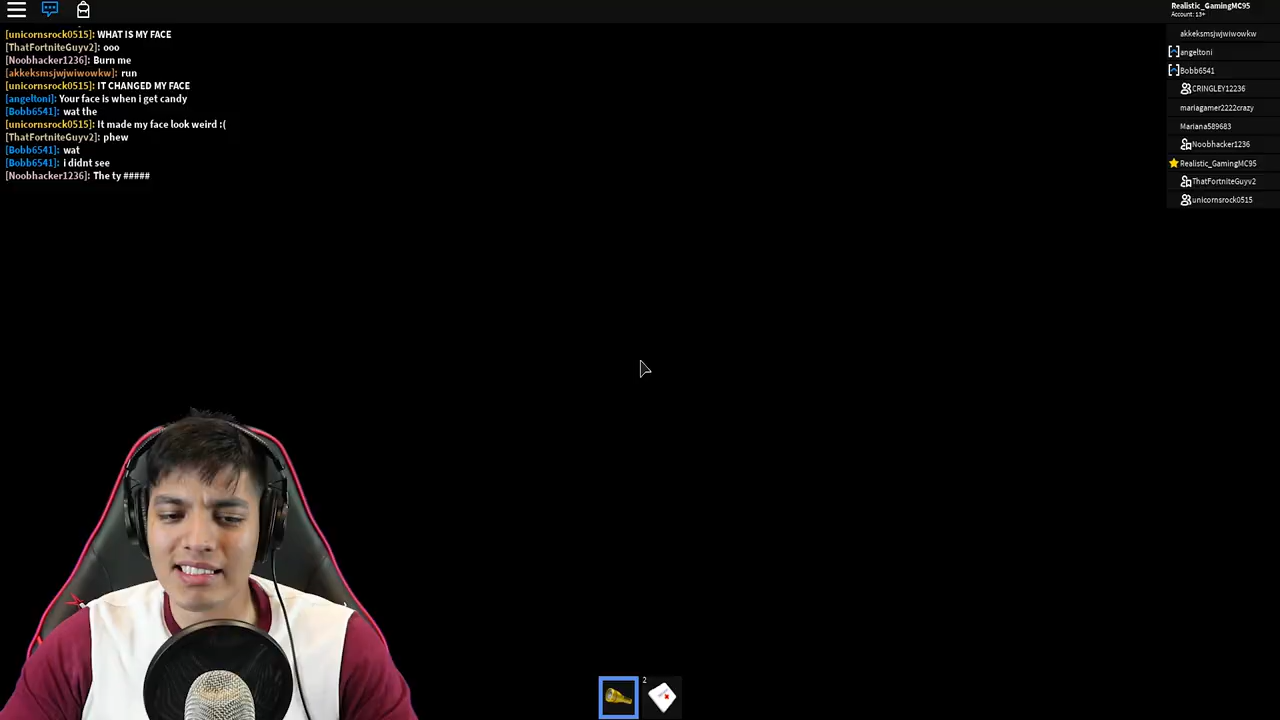 Realistic_GamingMC95
Account: 13+
[unicornsrock0515]: WHAT IS MY FACE
[ThatFortniteGuyv2]: ooo
[Noobhacker1236]: Burn me
[akkeksmsjwjwiwowkw]: run
[unicornsrock0515]: IT CHANGED MY FACE
[angeltoni]: Your face is when i get candy
[Bobb6541]: wat the
[unicornsrock0515]: It made my face look weird :(
[ThatFortniteGuyv2]: phew
[Bobb6541]: wat
[Bobb6541]: i didnt see
[Noobhacker1236]: The ty #####
akkeksmsjwjwiwowkw
angeltoni
Bobb6541
CRINGLEY12236
mariagamer2222crazy
Mariana589683
Noobhacker1236
Realistic_GamingMC95
ThatFortniteGuyv2
unicornsrock0515
2